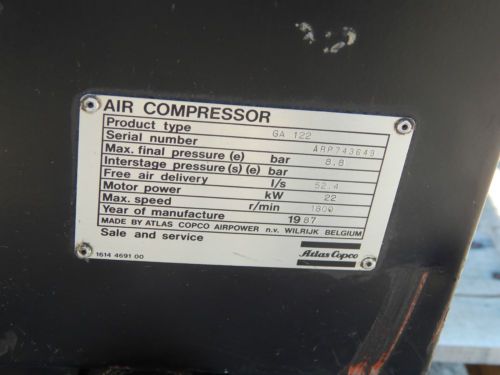 AIR COMPRESSOR
Product type GA 122
Serial number ARP743649
Max. final pressure (e) bar 8.8
Interstage pressure(s) (e) bar
Free air delivery l/s 52.4
Motor power kW 22
Max. speed r/min 1800
Year of manufacture 1987
MADE BY ATLAS COPCO AIRPOWER n.v. WILRIJK BELGIUM
Sale and service
Atlas Copco
1614 4691 00